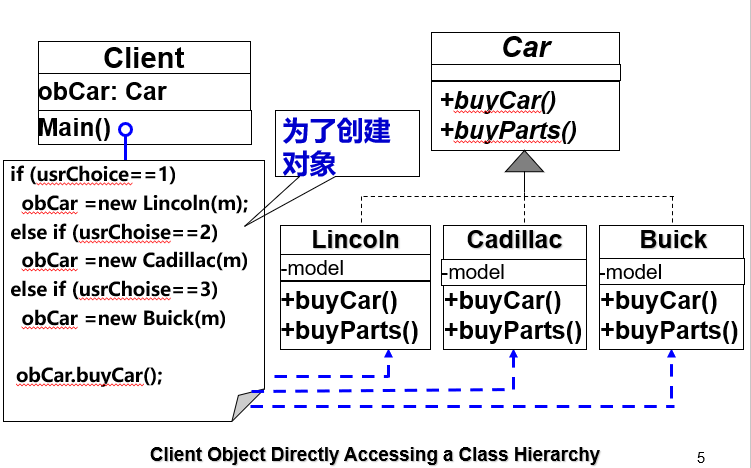 Client
obCar: Car
Main()
Car
+buyCar()
+buyParts()
为了创建
对象
if (usrChoice==1)
obCar =new Lincoln(m);
else if (usrChoise==2)
obCar =new Cadillac(m)
else if (usrChoise==3)
obCar =new Buick(m)
obCar.buyCar();
Lincoln
-model
+buyCar()
+buyParts()
Cadillac
-model
+buyCar()
+buyParts()
Buick
-model
+buyCar()
+buyParts()
Client Object Directly Accessing a Class Hierarchy
5